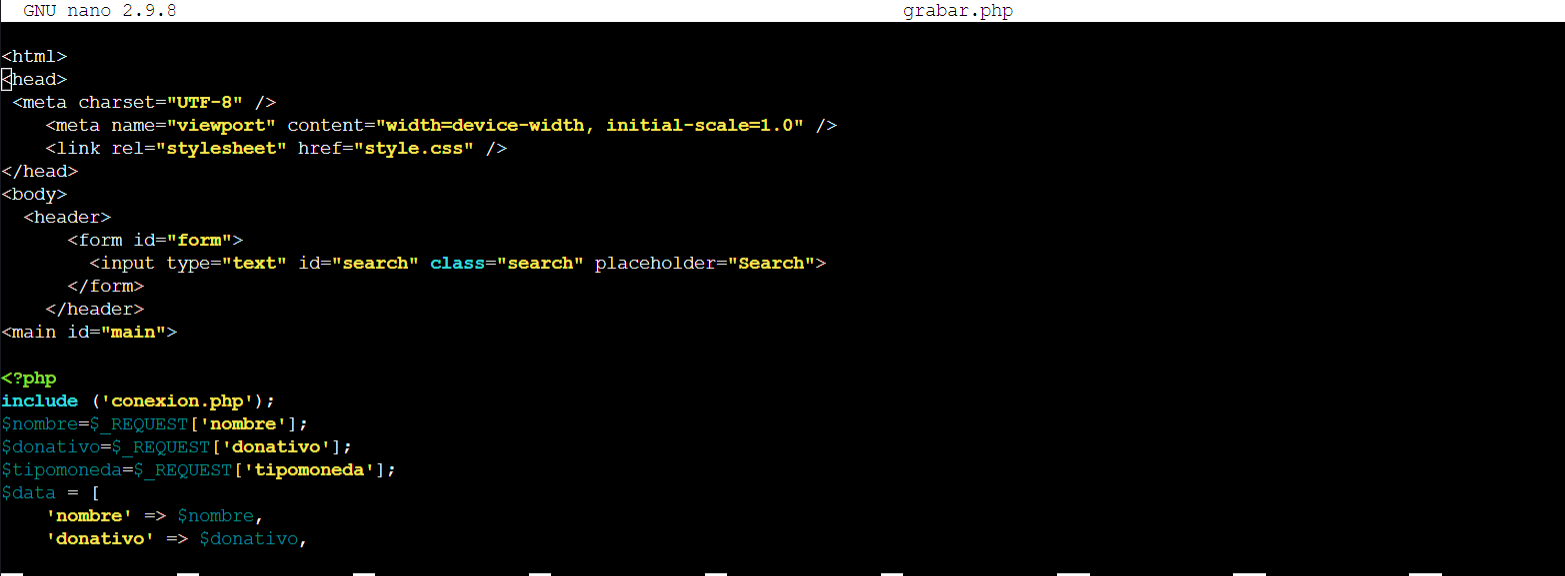 GNU nano 2.9.8 grabar.php
<html>
<head>
 <meta charset="UTF-8" />
    <meta name="viewport" content="width=device-width, initial-scale=1.0" />
    <link rel="stylesheet" href="style.css" />
</head>
<body>
  <header>
      <form id="form">
        <input type="text" id="search" class="search" placeholder="Search">
      </form>
    </header>
<main id="main">
<?php
include ('conexion.php');
$nombre=$_REQUEST['nombre'];
$donativo=$_REQUEST['donativo'];
$tipomoneda=$_REQUEST['tipomoneda'];
$data = [
    'nombre' => $nombre,
    'donativo' => $donativo,